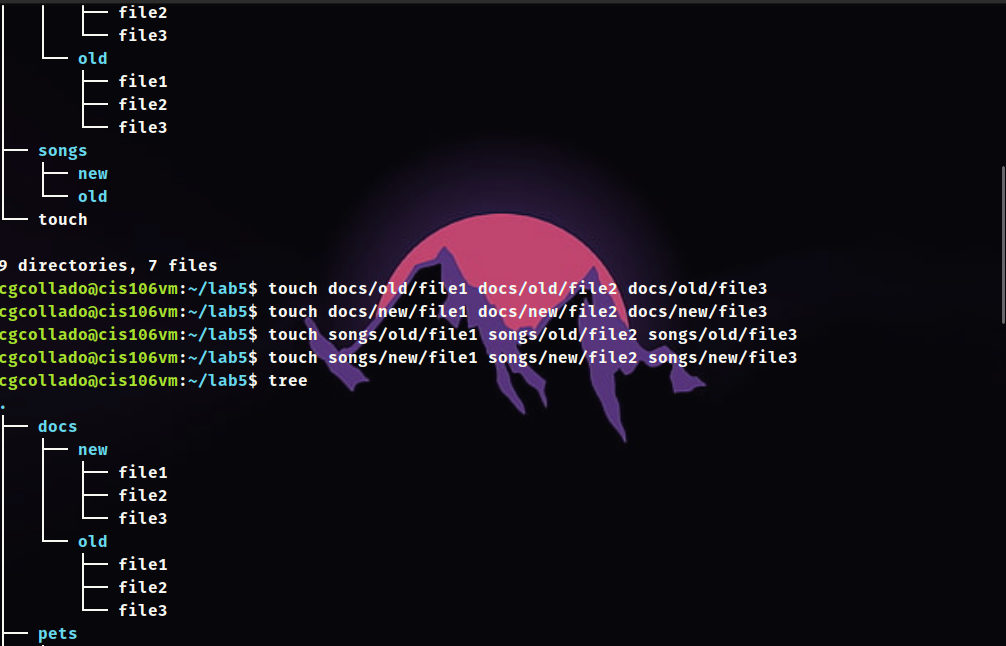 file2
file3
old
file1
file2
file3
songs
new
old
touch
9 directories, 7 files
cgcollado@cis106vm:~/lab5$ touch docs/old/file1 docs/old/file2 docs/old/file3
cgcollado@cis106vm:~/lab5$ touch docs/new/file1 docs/new/file2 docs/new/file3
cgcollado@cis106vm:~/lab5$ touch songs/old/file1 songs/old/file2 songs/old/file3
cgcollado@cis106vm:~/lab5$ touch songs/new/file1 songs/new/file2 songs/new/file3
cgcollado@cis106vm:~/lab5$ tree
.
docs
new
file1
file2
file3
old
file1
file2
file3
pets